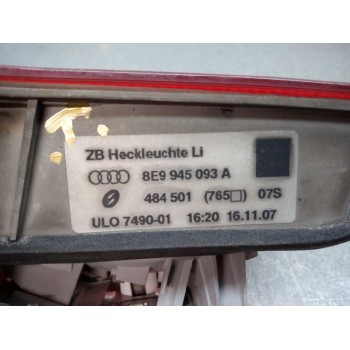 ZB Heckleuchte Li
8E9 945 093 A
484 501 (765□) 07S
ULO 7490-01 16:20 16.11.07